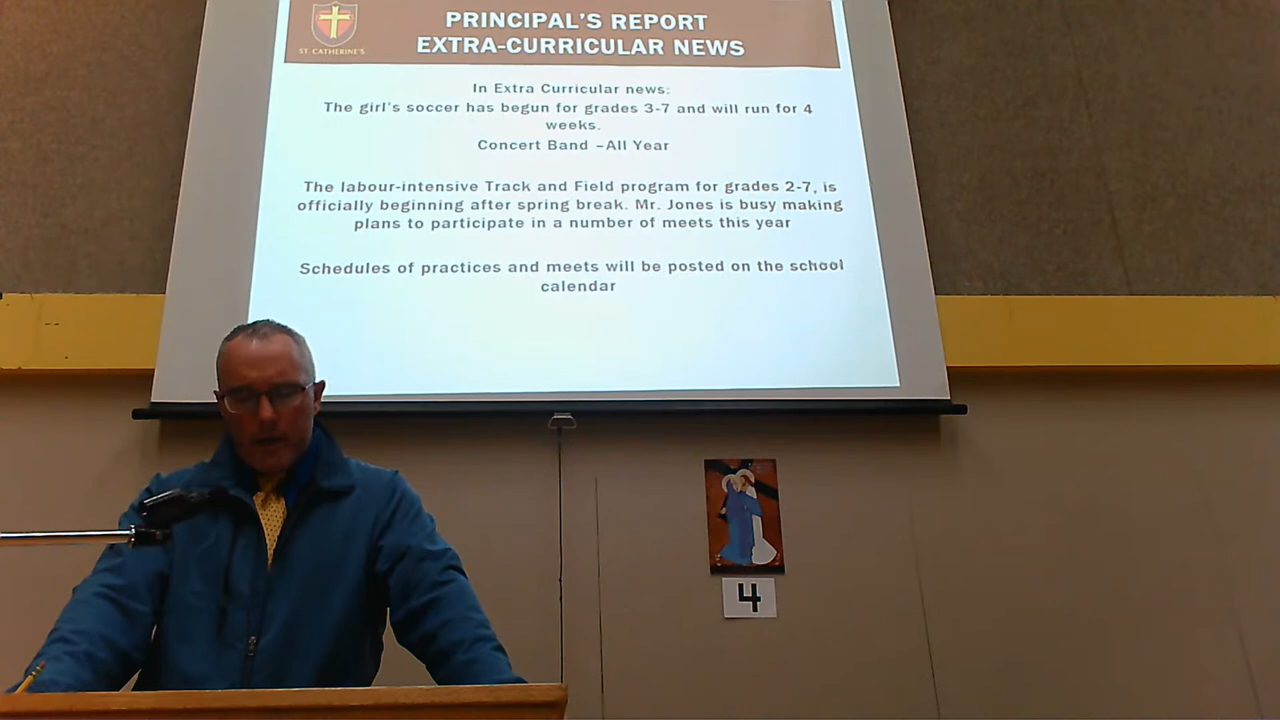 ST. CATHERINE'S
PRINCIPAL'S REPORT
EXTRA-CURRICULAR NEWS
In Extra Curricular news:
The girl's soccer has begun for grades 3-7 and will run for 4
weeks.
Concert Band –All Year
The labour-intensive Track and Field program for grades 2-7, is
officially beginning after spring break. Mr. Jones is busy making
plans to participate in a number of meets this year
Schedules of practices and meets will be posted on the school
calendar
4